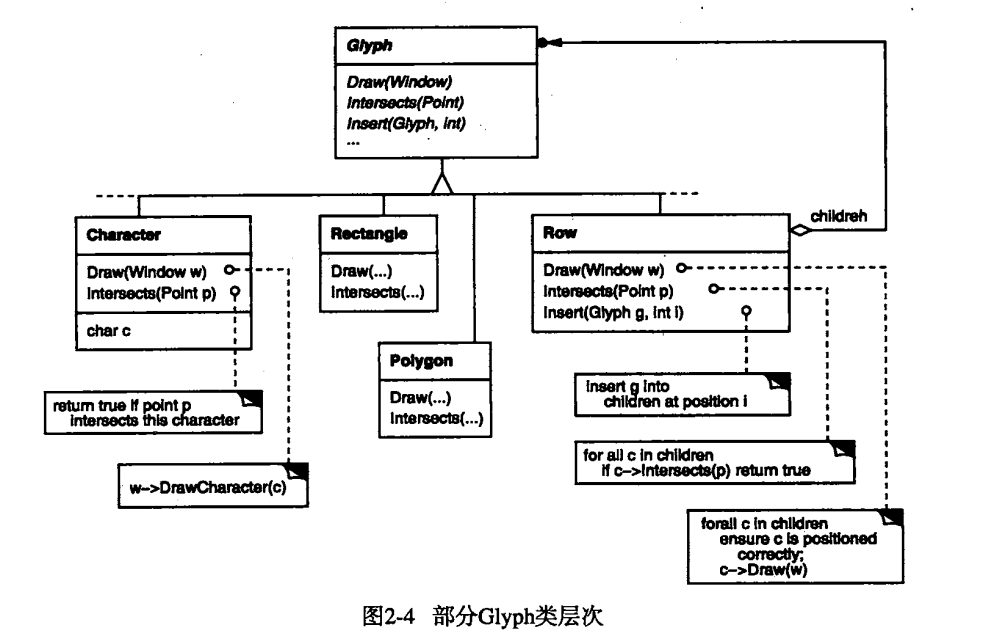 Glyph
Draw(Window)
Intersects(Point)
Insert(Glyph, int)
...
childreh
Character
Draw(Window w)
Intersects(Point p)
char c
Rectangle
Draw(...)
Intersects(...)
Row
Draw(Window w)
Intersects(Point p)
Insert(Glyph g, int i)
Polygon
Draw(...)
Intersects(...)
return true if point p
intersects this character
w->DrawCharacter(c)
insert g into
children at position i
for all c in children
if c->Intersects(p) return true
forall c in children
ensure c is positioned
correctly;
c->Draw(w)
图2-4 部分Glyph类层次